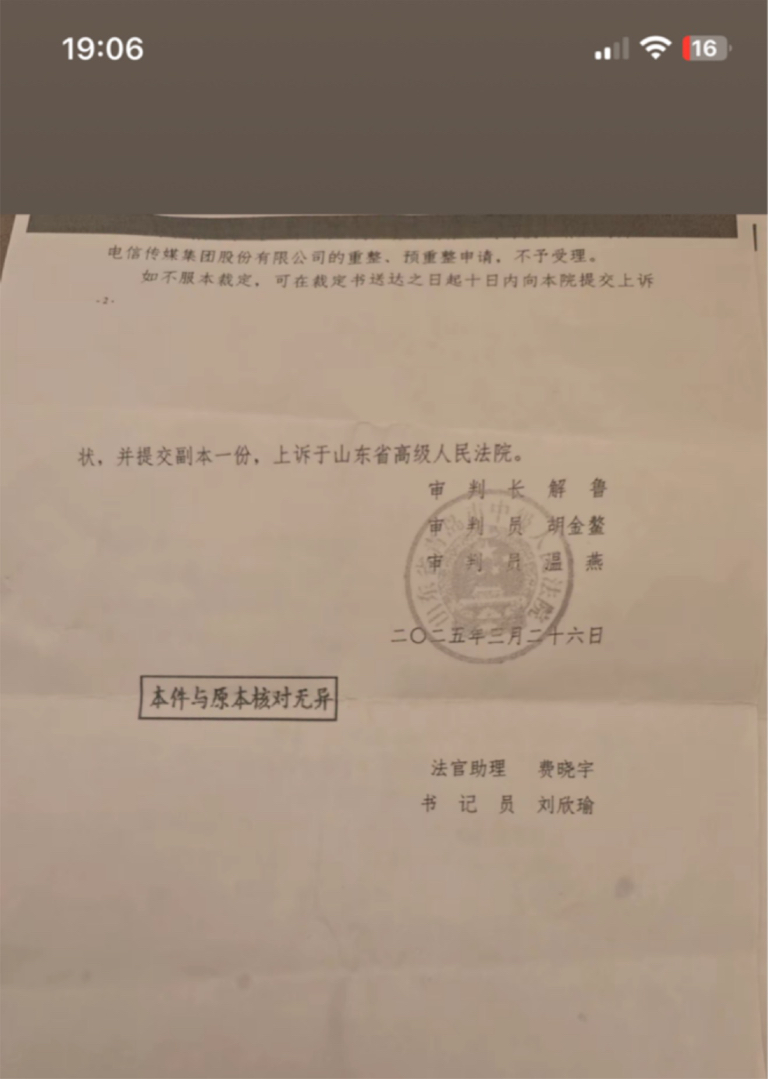 19:06
16
电信传媒集团股份有限公司的重整、预重整申请，不予受理。
如不服本裁定，可在裁定书送达之日起十日内向本院提交上诉
-2-
状，并提交副本一份，上诉于山东省高级人民法院。
审 判 长 解 鲁
审 判 员 胡金鳌
审 判 员 温 燕
二〇二五年三月二十六日
本件与原本核对无异
法官助理 费晓宇
书 记 员 刘欣瑜